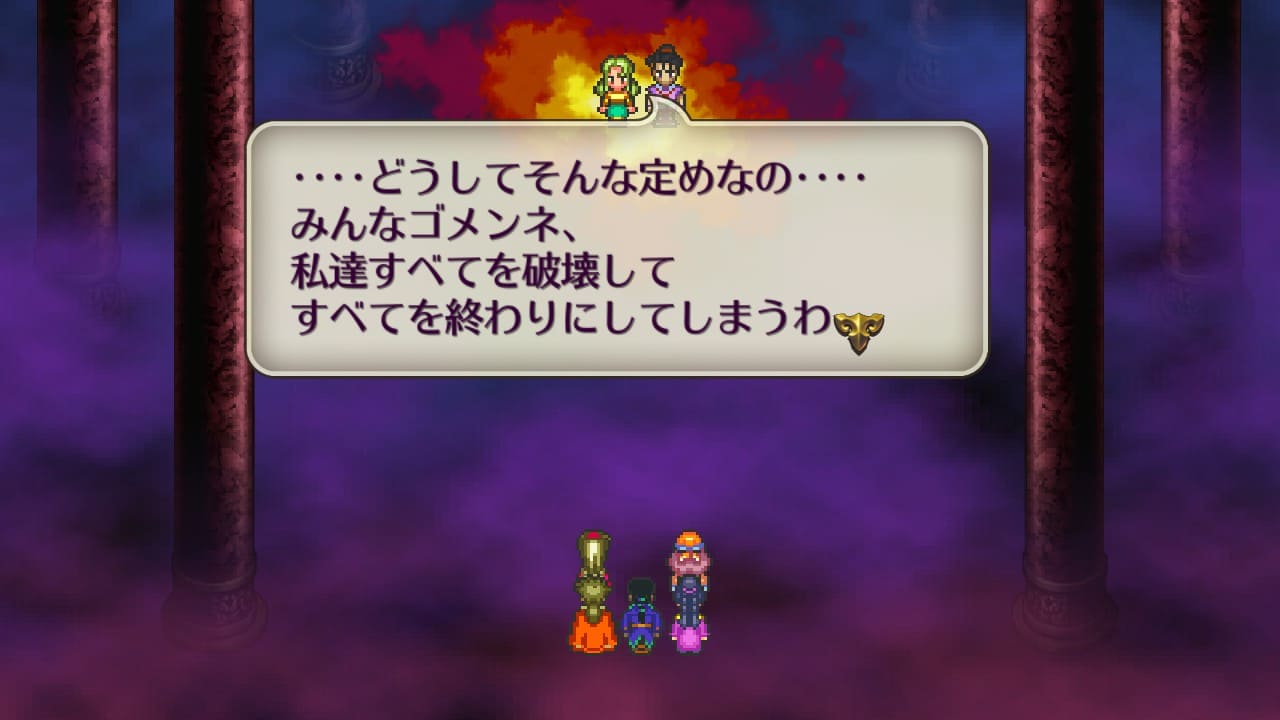 ‥‥どうしてそんな定めなの‥‥
みんなゴメンネ、
私達すべてを破壊して
すべてを終わりにしてしまうわ